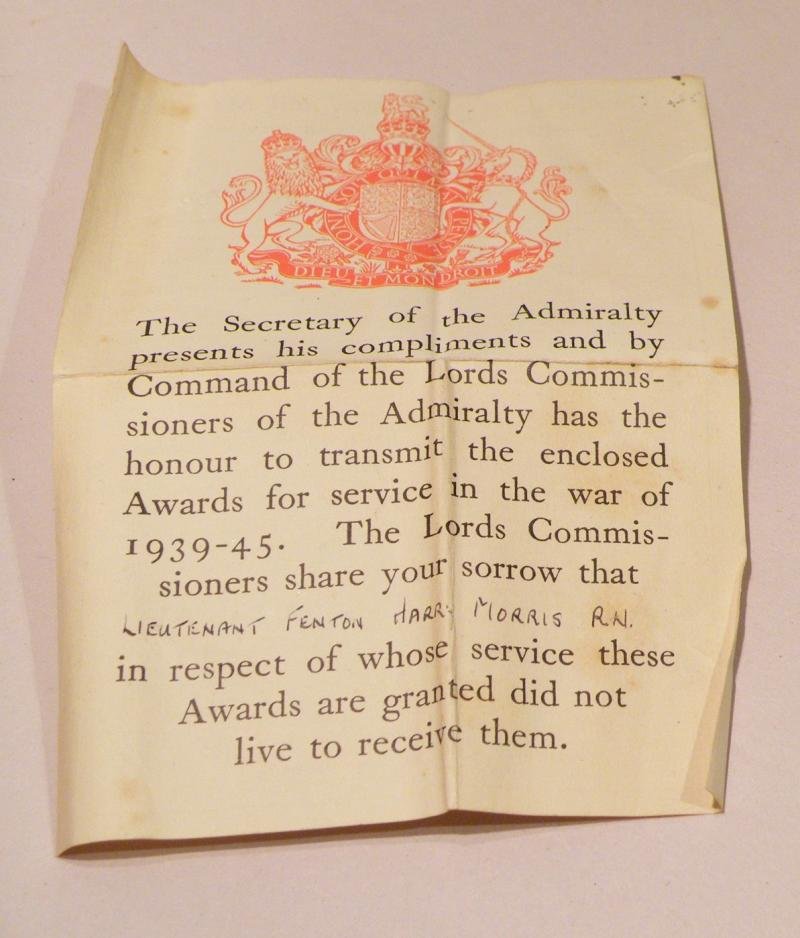 HONI SOIT QUI MAL Y PENSE
DIEU ET MON DROIT
The Secretary of the Admiralty
presents his compliments and by
Command of the Lords Commis-
sioners of the Admiralty has the
honour to transmit the enclosed
Awards for service in the war of
1939-45. The Lords Commis-
sioners share your sorrow that
LIEUTENANT FENTON HARRY MORRIS R.N.
in respect of whose service these
Awards are granted did not
live to receive them.